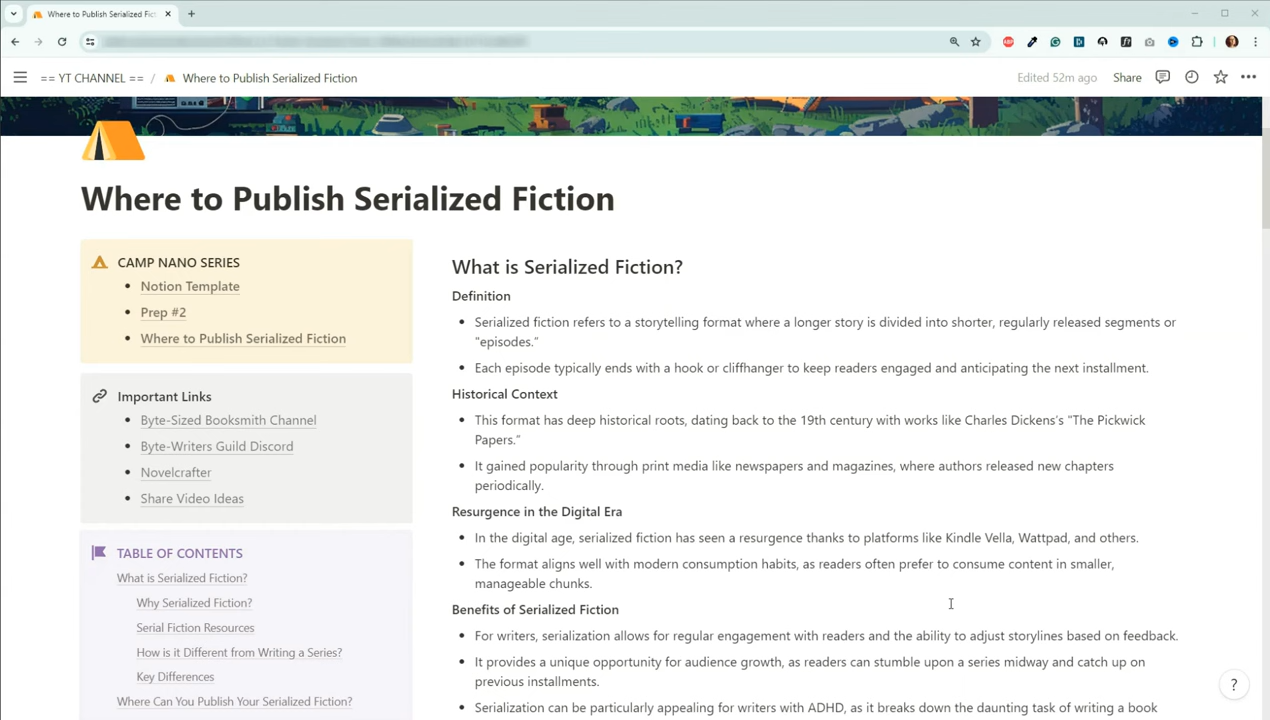 Where to Publish Serialized Fic
== YT CHANNEL == / Where to Publish Serialized Fiction
Edited 52m ago
Share
Where to Publish Serialized Fiction
CAMP NANO SERIES
Notion Template
Prep #2
Where to Publish Serialized Fiction
Important Links
Byte-Sized Booksmith Channel
Byte-Writers Guild Discord
Novelcrafter
Share Video Ideas
TABLE OF CONTENTS
What is Serialized Fiction?
Why Serialized Fiction?
Serial Fiction Resources
How is it Different from Writing a Series?
Key Differences
Where Can You Publish Your Serialized Fiction?
What is Serialized Fiction?
Definition
Serialized fiction refers to a storytelling format where a longer story is divided into shorter, regularly released segments or
"episodes."
Each episode typically ends with a hook or cliffhanger to keep readers engaged and anticipating the next installment.
Historical Context
This format has deep historical roots, dating back to the 19th century with works like Charles Dickens's "The Pickwick
Papers."
It gained popularity through print media like newspapers and magazines, where authors released new chapters
periodically.
Resurgence in the Digital Era
In the digital age, serialized fiction has seen a resurgence thanks to platforms like Kindle Vella, Wattpad, and others.
The format aligns well with modern consumption habits, as readers often prefer to consume content in smaller,
manageable chunks.
Benefits of Serialized Fiction
For writers, serialization allows for regular engagement with readers and the ability to adjust storylines based on feedback.
It provides a unique opportunity for audience growth, as readers can stumble upon a series midway and catch up on
previous installments.
Serialization can be particularly appealing for writers with ADHD, as it breaks down the daunting task of writing a book
?